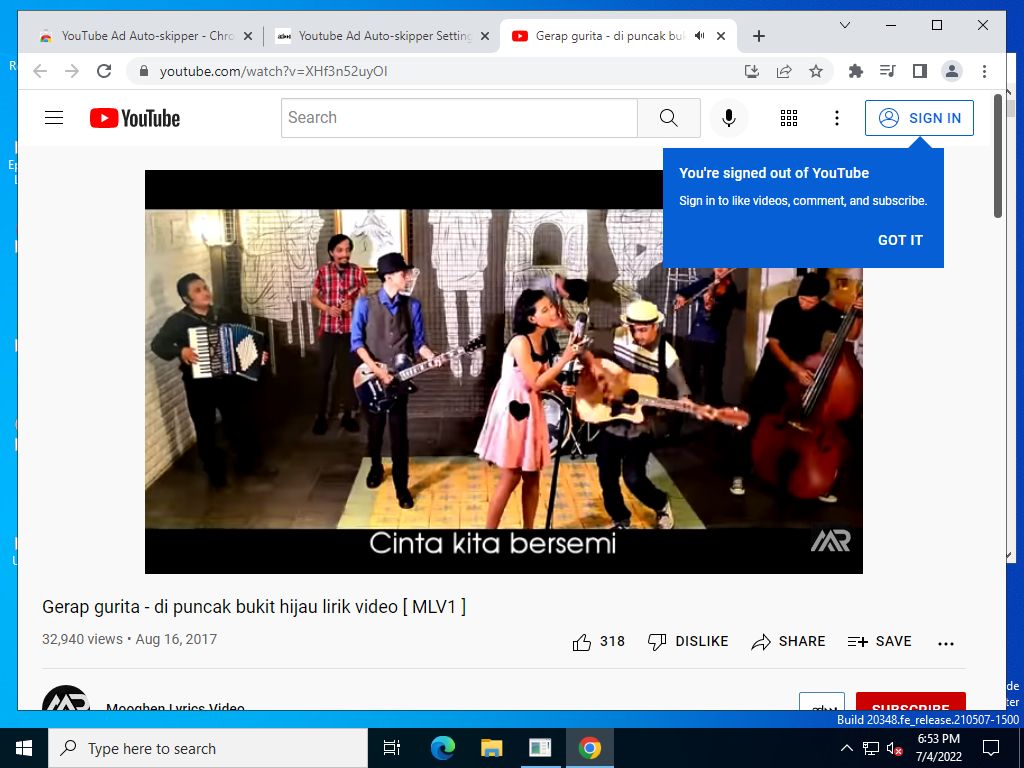 YouTube Ad Auto-skipper - Chro
Youtube Ad Auto-skipper Setting
Gerap gurita - di puncak buk
youtube.com/watch?v=XHf3n52uyOI
YouTube
Search
SIGN IN
You're signed out of YouTube
Sign in to like videos, comment, and subscribe.
GOT IT
Cinta kita bersemi
MR
Gerap gurita - di puncak bukit hijau lirik video [ MLV1 ]
32,940 views • Aug 16, 2017
318
DISLIKE
SHARE
SAVE
Mooghen Lyrics Video
SUBSCRIBE
Build 20348.fe_release.210507-1500
Type here to search
6:53 PM
7/4/2022